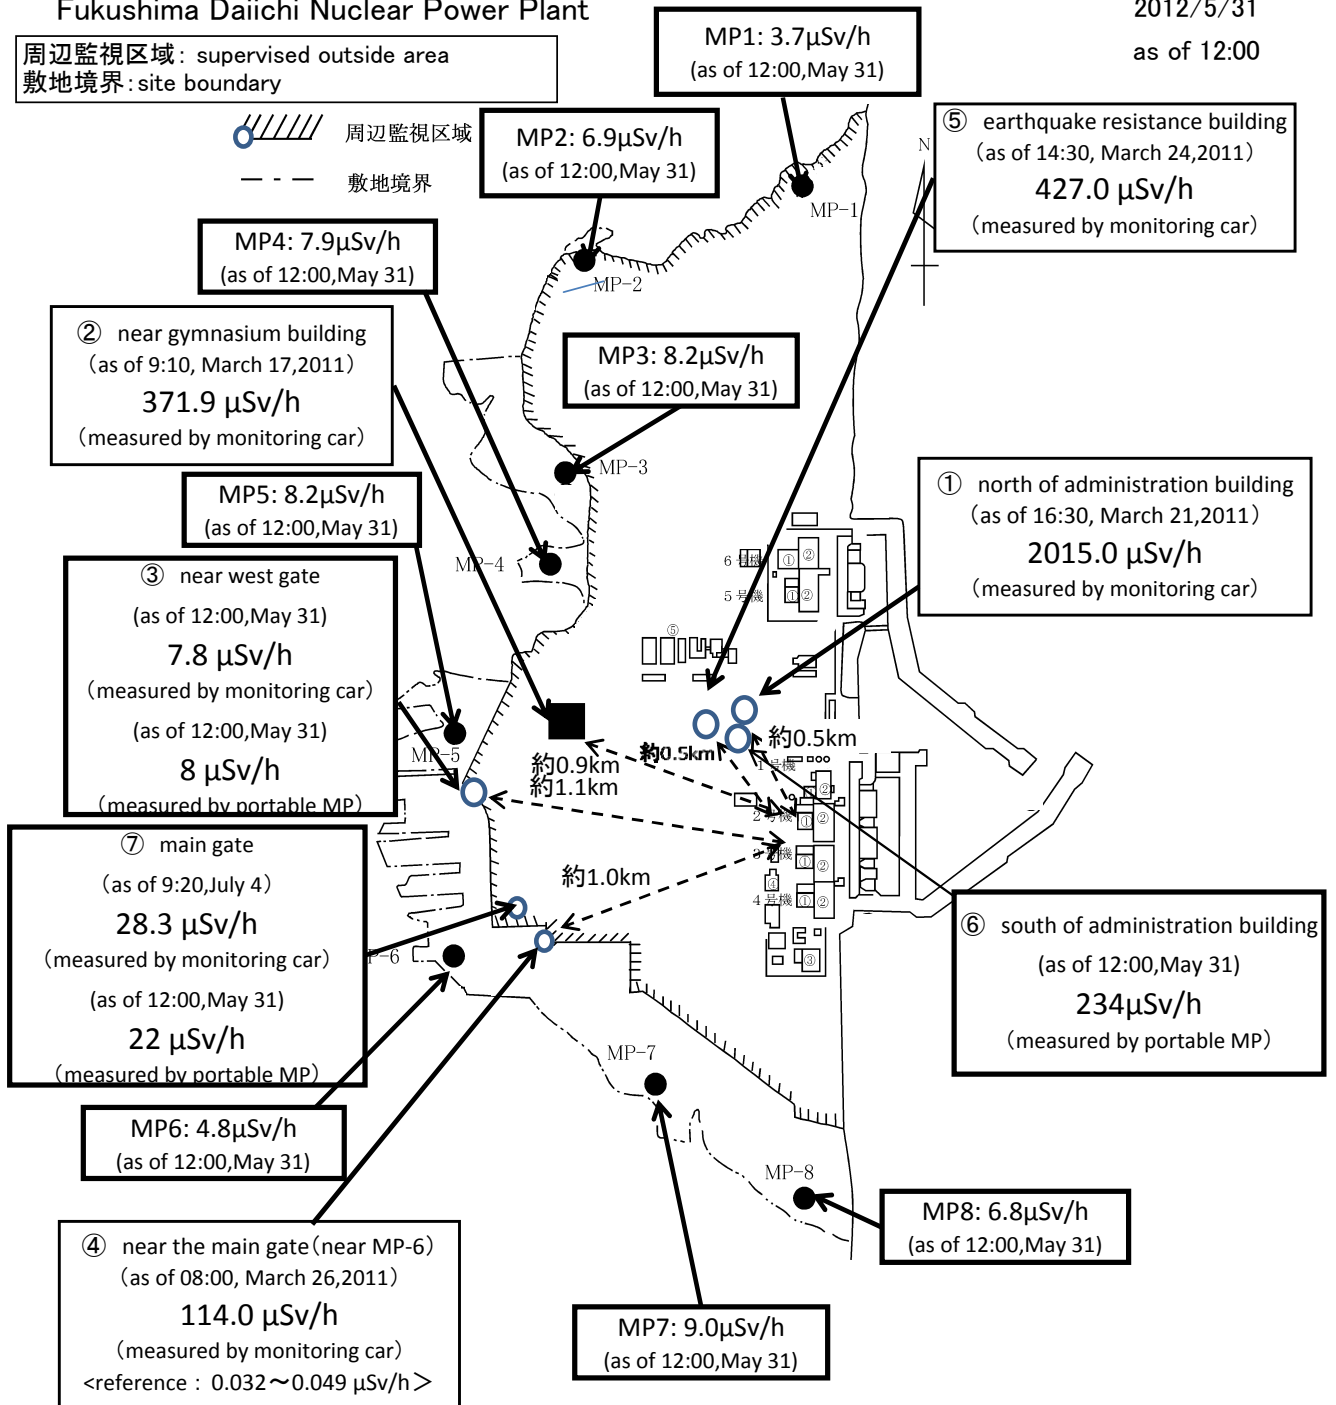 Fukushima Daiichi Nuclear Power Plant
2012/5/31
as of 12:00
周辺監視区域: supervised outside area
敷地境界:site boundary
周辺監視区域
敷地境界
MP1: 3.7μSv/h
(as of 12:00,May 31)
MP2: 6.9μSv/h
(as of 12:00,May 31)
⑤ earthquake resistance building
(as of 14:30, March 24,2011)
427.0 μSv/h
(measured by monitoring car)
N
MP-1
MP4: 7.9μSv/h
(as of 12:00,May 31)
MP-2
② near gymnasium building
(as of 9:10, March 17,2011)
371.9 μSv/h
(measured by monitoring car)
MP3: 8.2μSv/h
(as of 12:00,May 31)
MP-3
MP5: 8.2μSv/h
(as of 12:00,May 31)
① north of administration building
(as of 16:30, March 21,2011)
2015.0 μSv/h
(measured by monitoring car)
MP-4
6号機
① ②
5号機
① ②
⑤
③ near west gate
(as of 12:00,May 31)
7.8 μSv/h
(measured by monitoring car)
(as of 12:00,May 31)
8 μSv/h
(measured by portable MP)
MP-5
約0.9km
約1.1km
約0.5km
約0.5km
1号機
②
2号機
① ②
3号機
① ②
④
4号機
① ②
③
約1.0km
⑦ main gate
(as of 9:20,July 4)
28.3 μSv/h
(measured by monitoring car)
(as of 12:00,May 31)
22 μSv/h
(measured by portable MP)
P-6
⑥ south of administration building
(as of 12:00,May 31)
234μSv/h
(measured by portable MP)
MP-7
MP6: 4.8μSv/h
(as of 12:00,May 31)
MP-8
MP8: 6.8μSv/h
(as of 12:00,May 31)
④ near the main gate(near MP-6)
(as of 08:00, March 26,2011)
114.0 μSv/h
(measured by monitoring car)
<reference : 0.032～0.049 μSv/h＞
MP7: 9.0μSv/h
(as of 12:00,May 31)